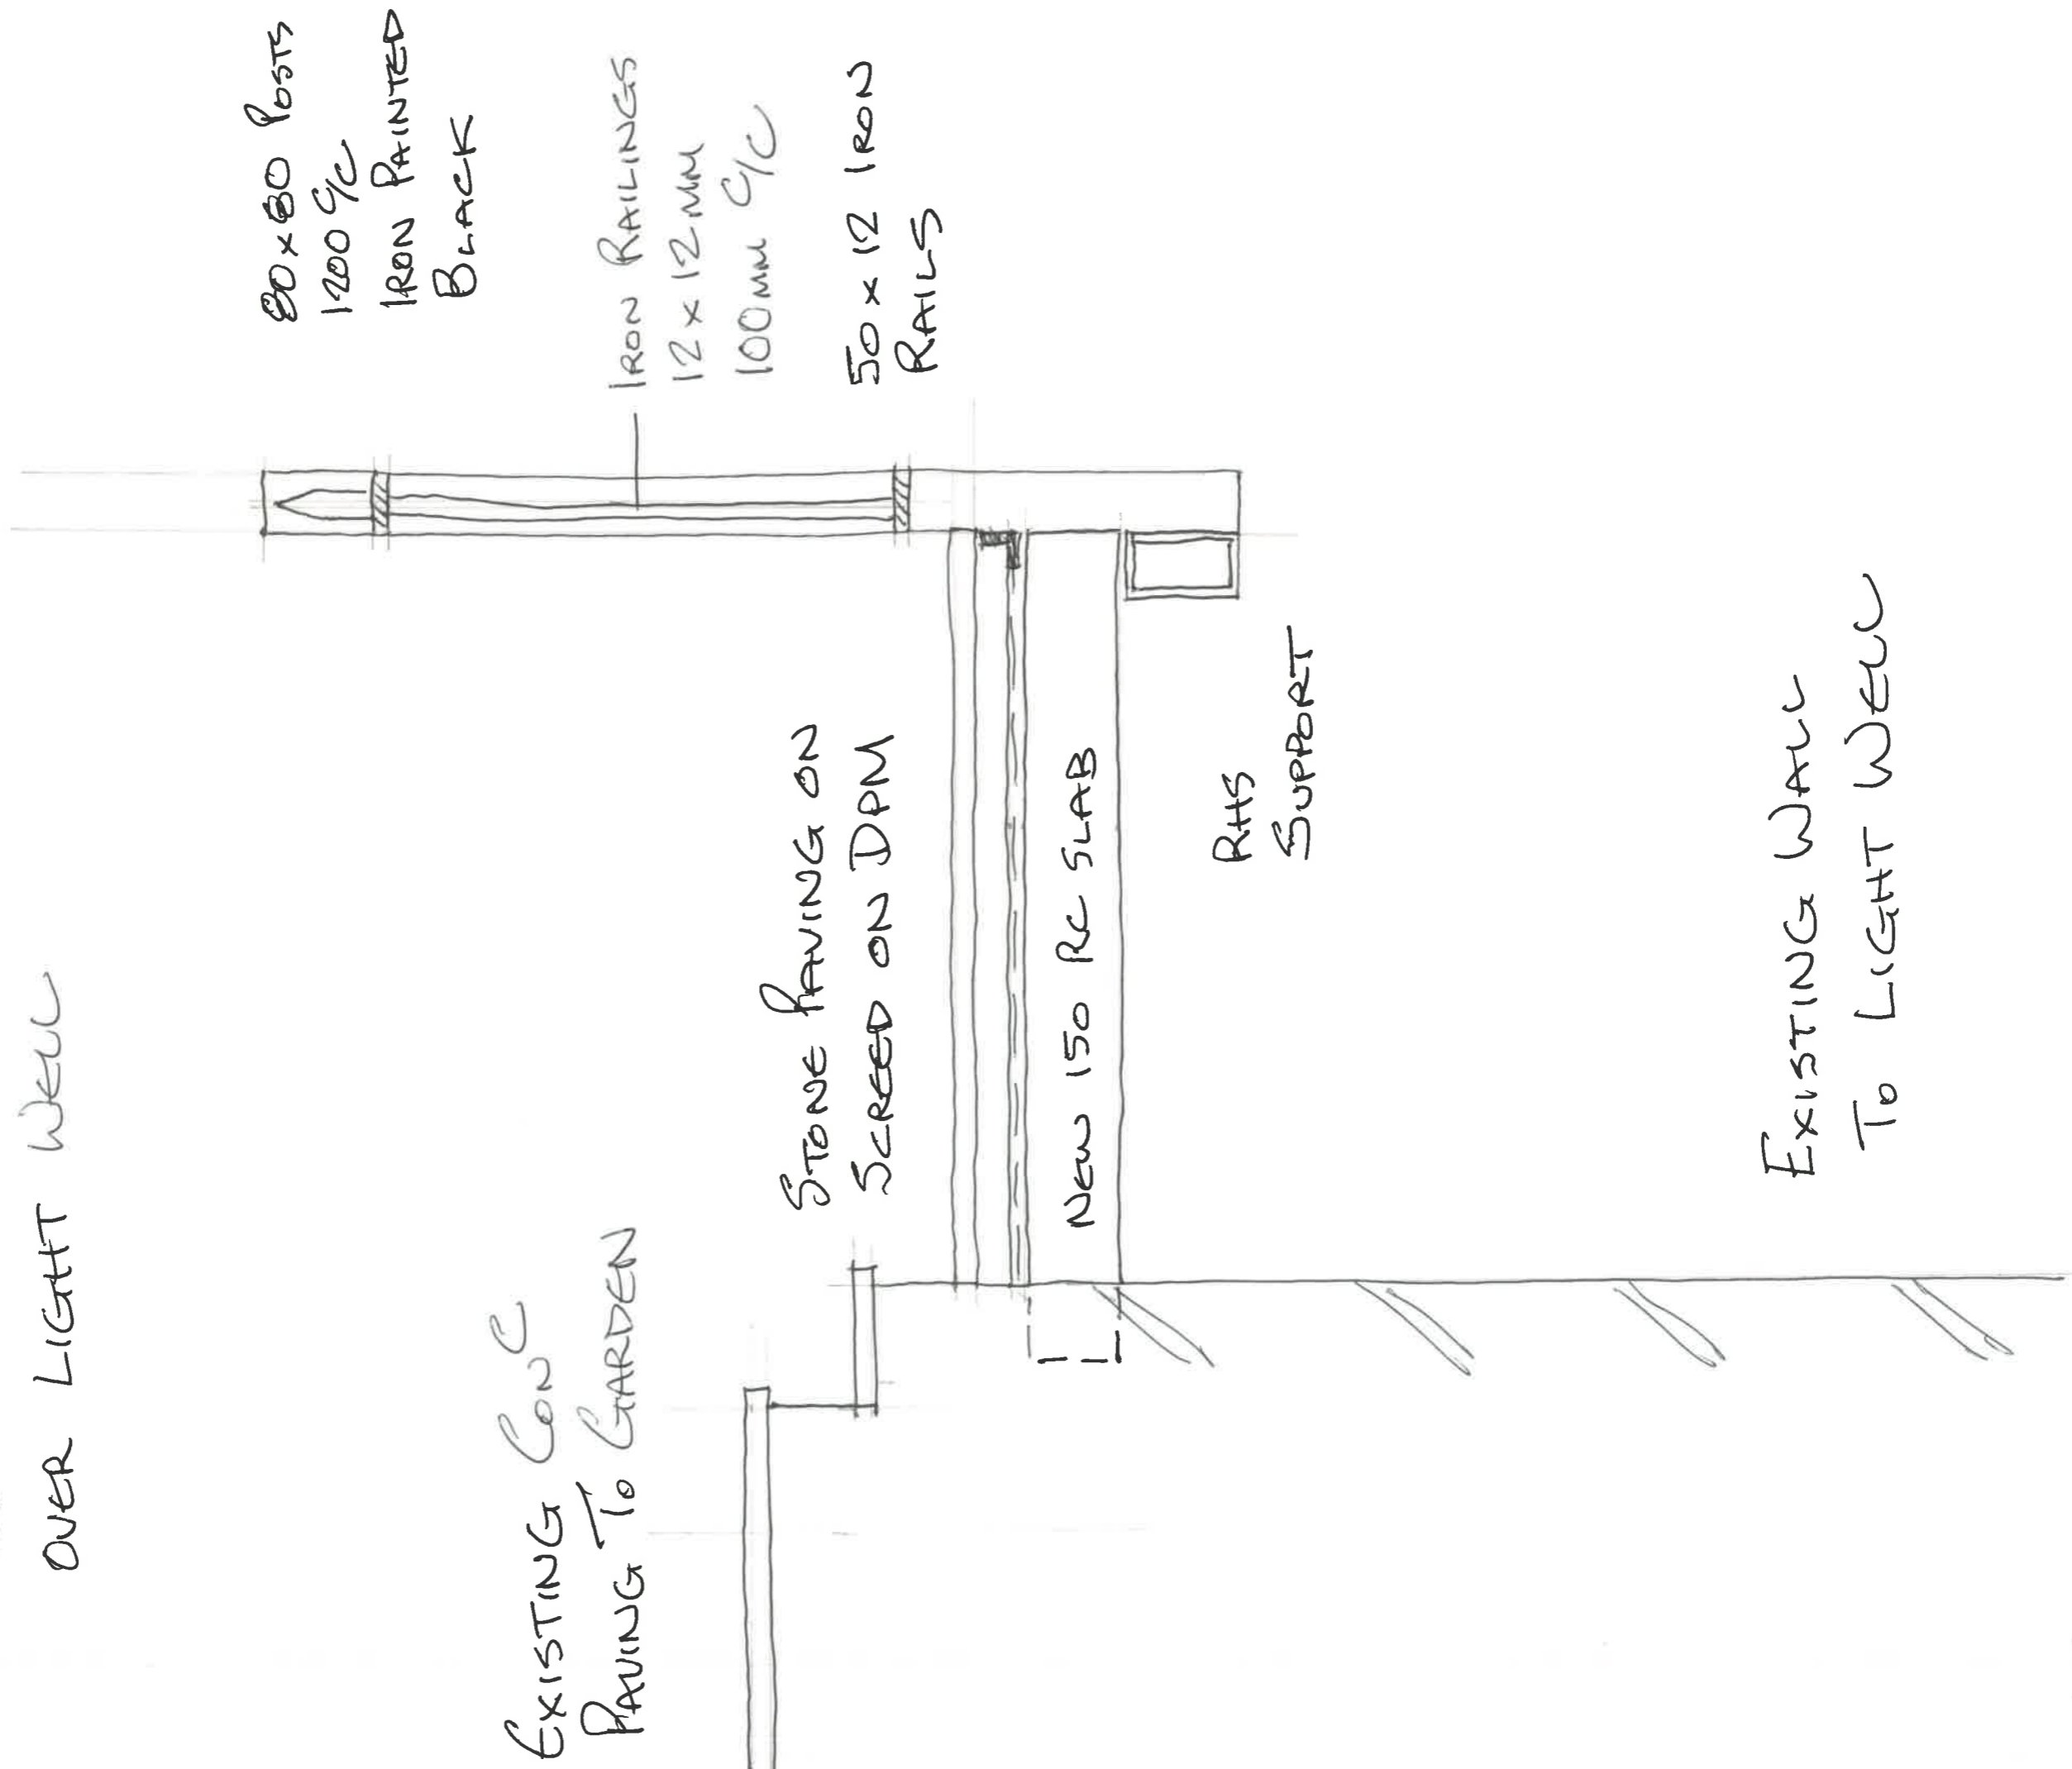 OVER LIGHT WELL
80 x 80 POSTS
1200 C/C
IRON PAINTED
BLACK
IRON RAILINGS
12 x 12 MM
100MM C/C
50 x 12 IRON
RAILS
EXISTING CONC
PAVING TO GARDEN
STONE PAVING ON
SCREED ON DPM
NEW 150 RC SLAB
RHS
SUPPORT
EXISTING WALL
TO LIGHT WELL